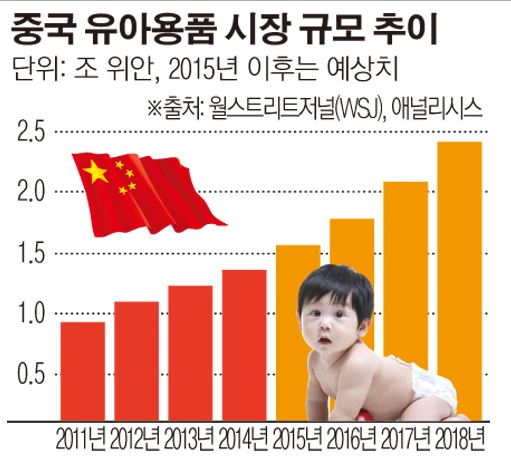 중국 유아용품 시장 규모 추이
단위: 조 위안, 2015년 이후는 예상치
※출처: 월스트리트저널(WSJ), 애널리시스
2.5
2.0
1.5
1.0
0.5
2011년 2012년 2013년 2014년 2015년 2016년 2017년 2018년